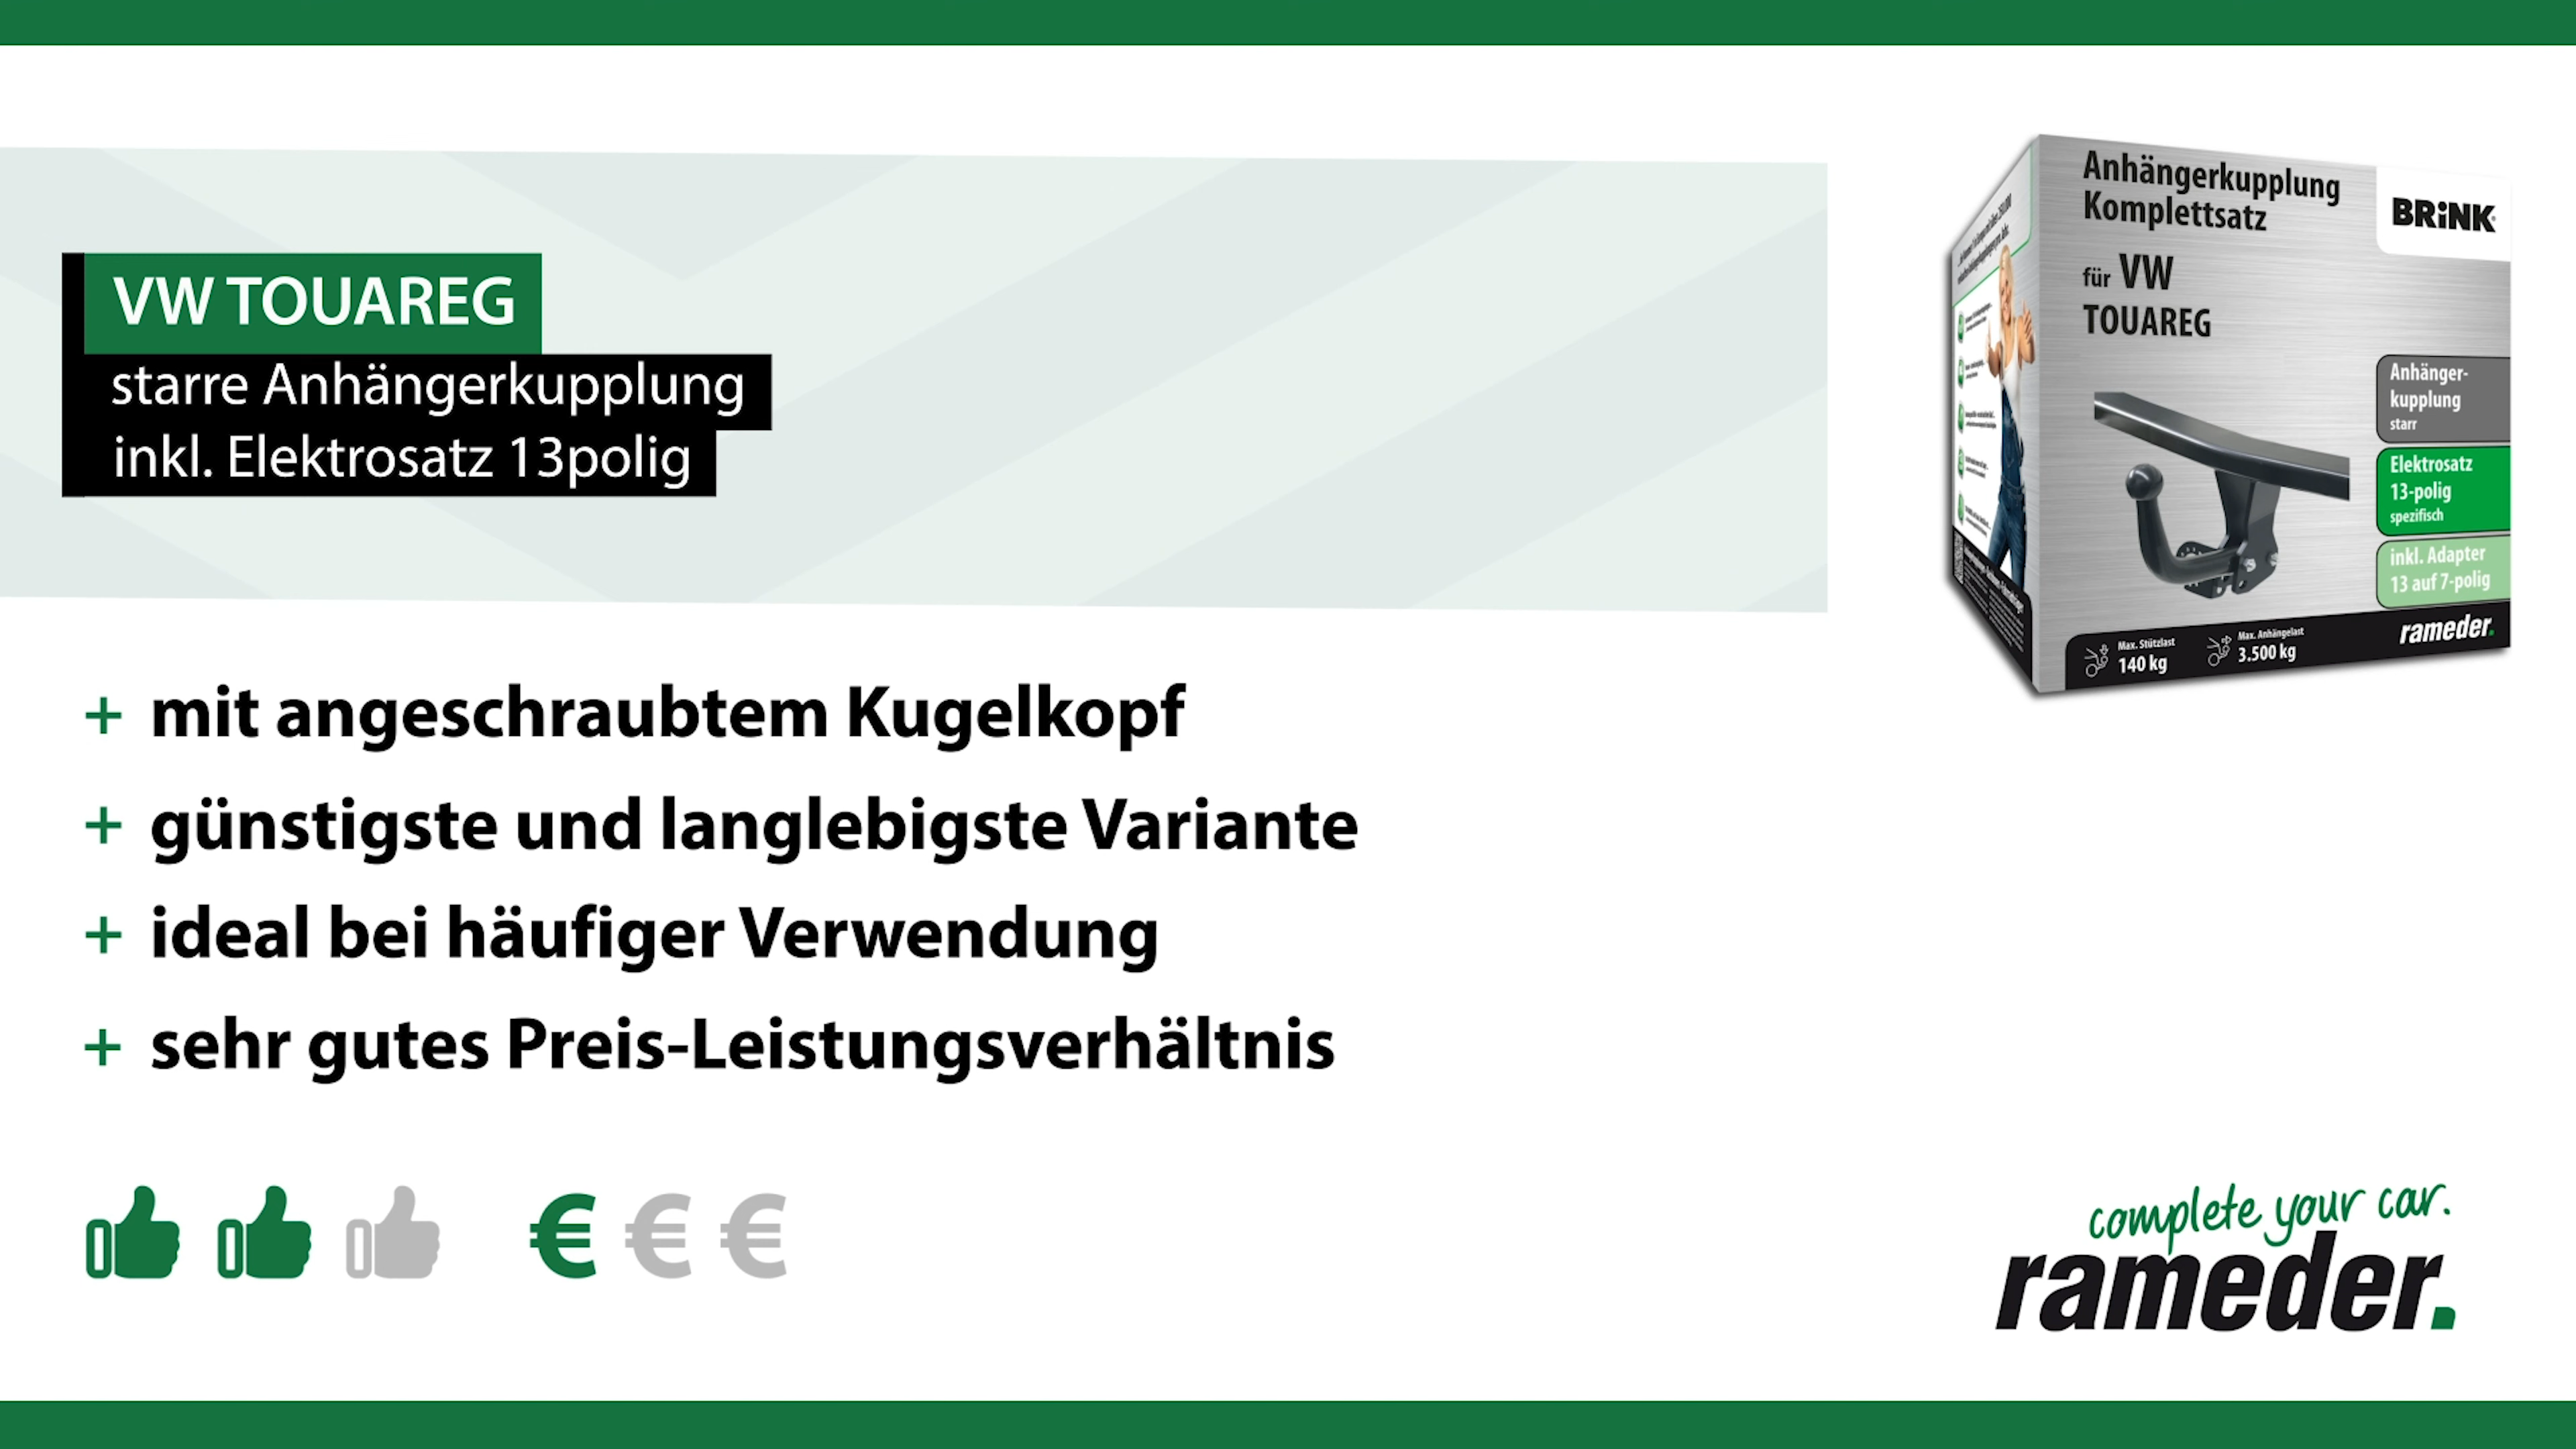 VW TOUAREG
starre Anhängerkupplung
inkl. Elektrosatz 13polig
+ mit angeschraubtem Kugelkopf
+ günstigste und langlebigste Variante
+ ideal bei häufiger Verwendung
+ sehr gutes Preis-Leistungsverhältnis
€ € €
Anhängerkupplung
Komplettsatz
BRiNK
für VW
TOUAREG
Anhänger-
kupplung
starr
Elektrosatz
13-polig
spezifisch
inkl. Adapter
13 auf 7-polig
Max. Stützlast
140 kg
Max. Anhängelast
3.500 kg
rameder.
complete your car.
rameder.